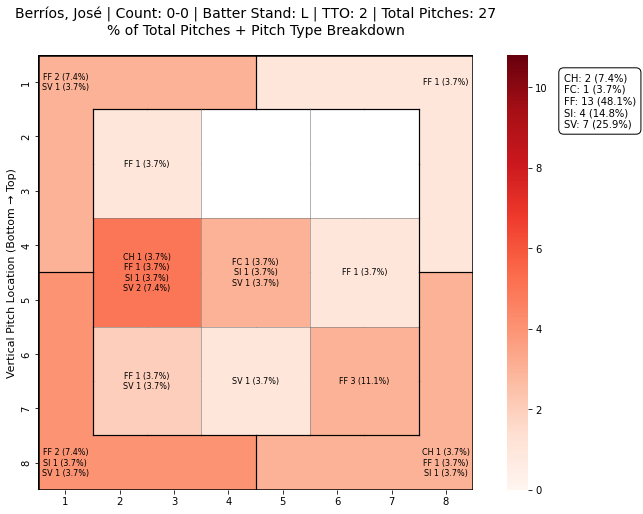 Berríos, José | Count: 0-0 | Batter Stand: L | TTO: 2 | Total Pitches: 27
% of Total Pitches + Pitch Type Breakdown
FF 2 (7.4%)
SV 1 (3.7%)
FF 1 (3.7%)
FF 1 (3.7%)
CH 1 (3.7%)
FF 1 (3.7%)
SI 1 (3.7%)
SV 2 (7.4%)
FC 1 (3.7%)
SI 1 (3.7%)
SV 1 (3.7%)
FF 1 (3.7%)
FF 1 (3.7%)
SV 1 (3.7%)
SV 1 (3.7%)
FF 3 (11.1%)
FF 2 (7.4%)
SI 1 (3.7%)
SV 1 (3.7%)
CH 1 (3.7%)
FF 1 (3.7%)
SI 1 (3.7%)
Vertical Pitch Location (Bottom → Top)
1
2
3
4
5
6
7
8
1
2
3
4
5
6
7
8
10
8
6
4
2
0
CH: 2 (7.4%)
FC: 1 (3.7%)
FF: 13 (48.1%)
SI: 4 (14.8%)
SV: 7 (25.9%)